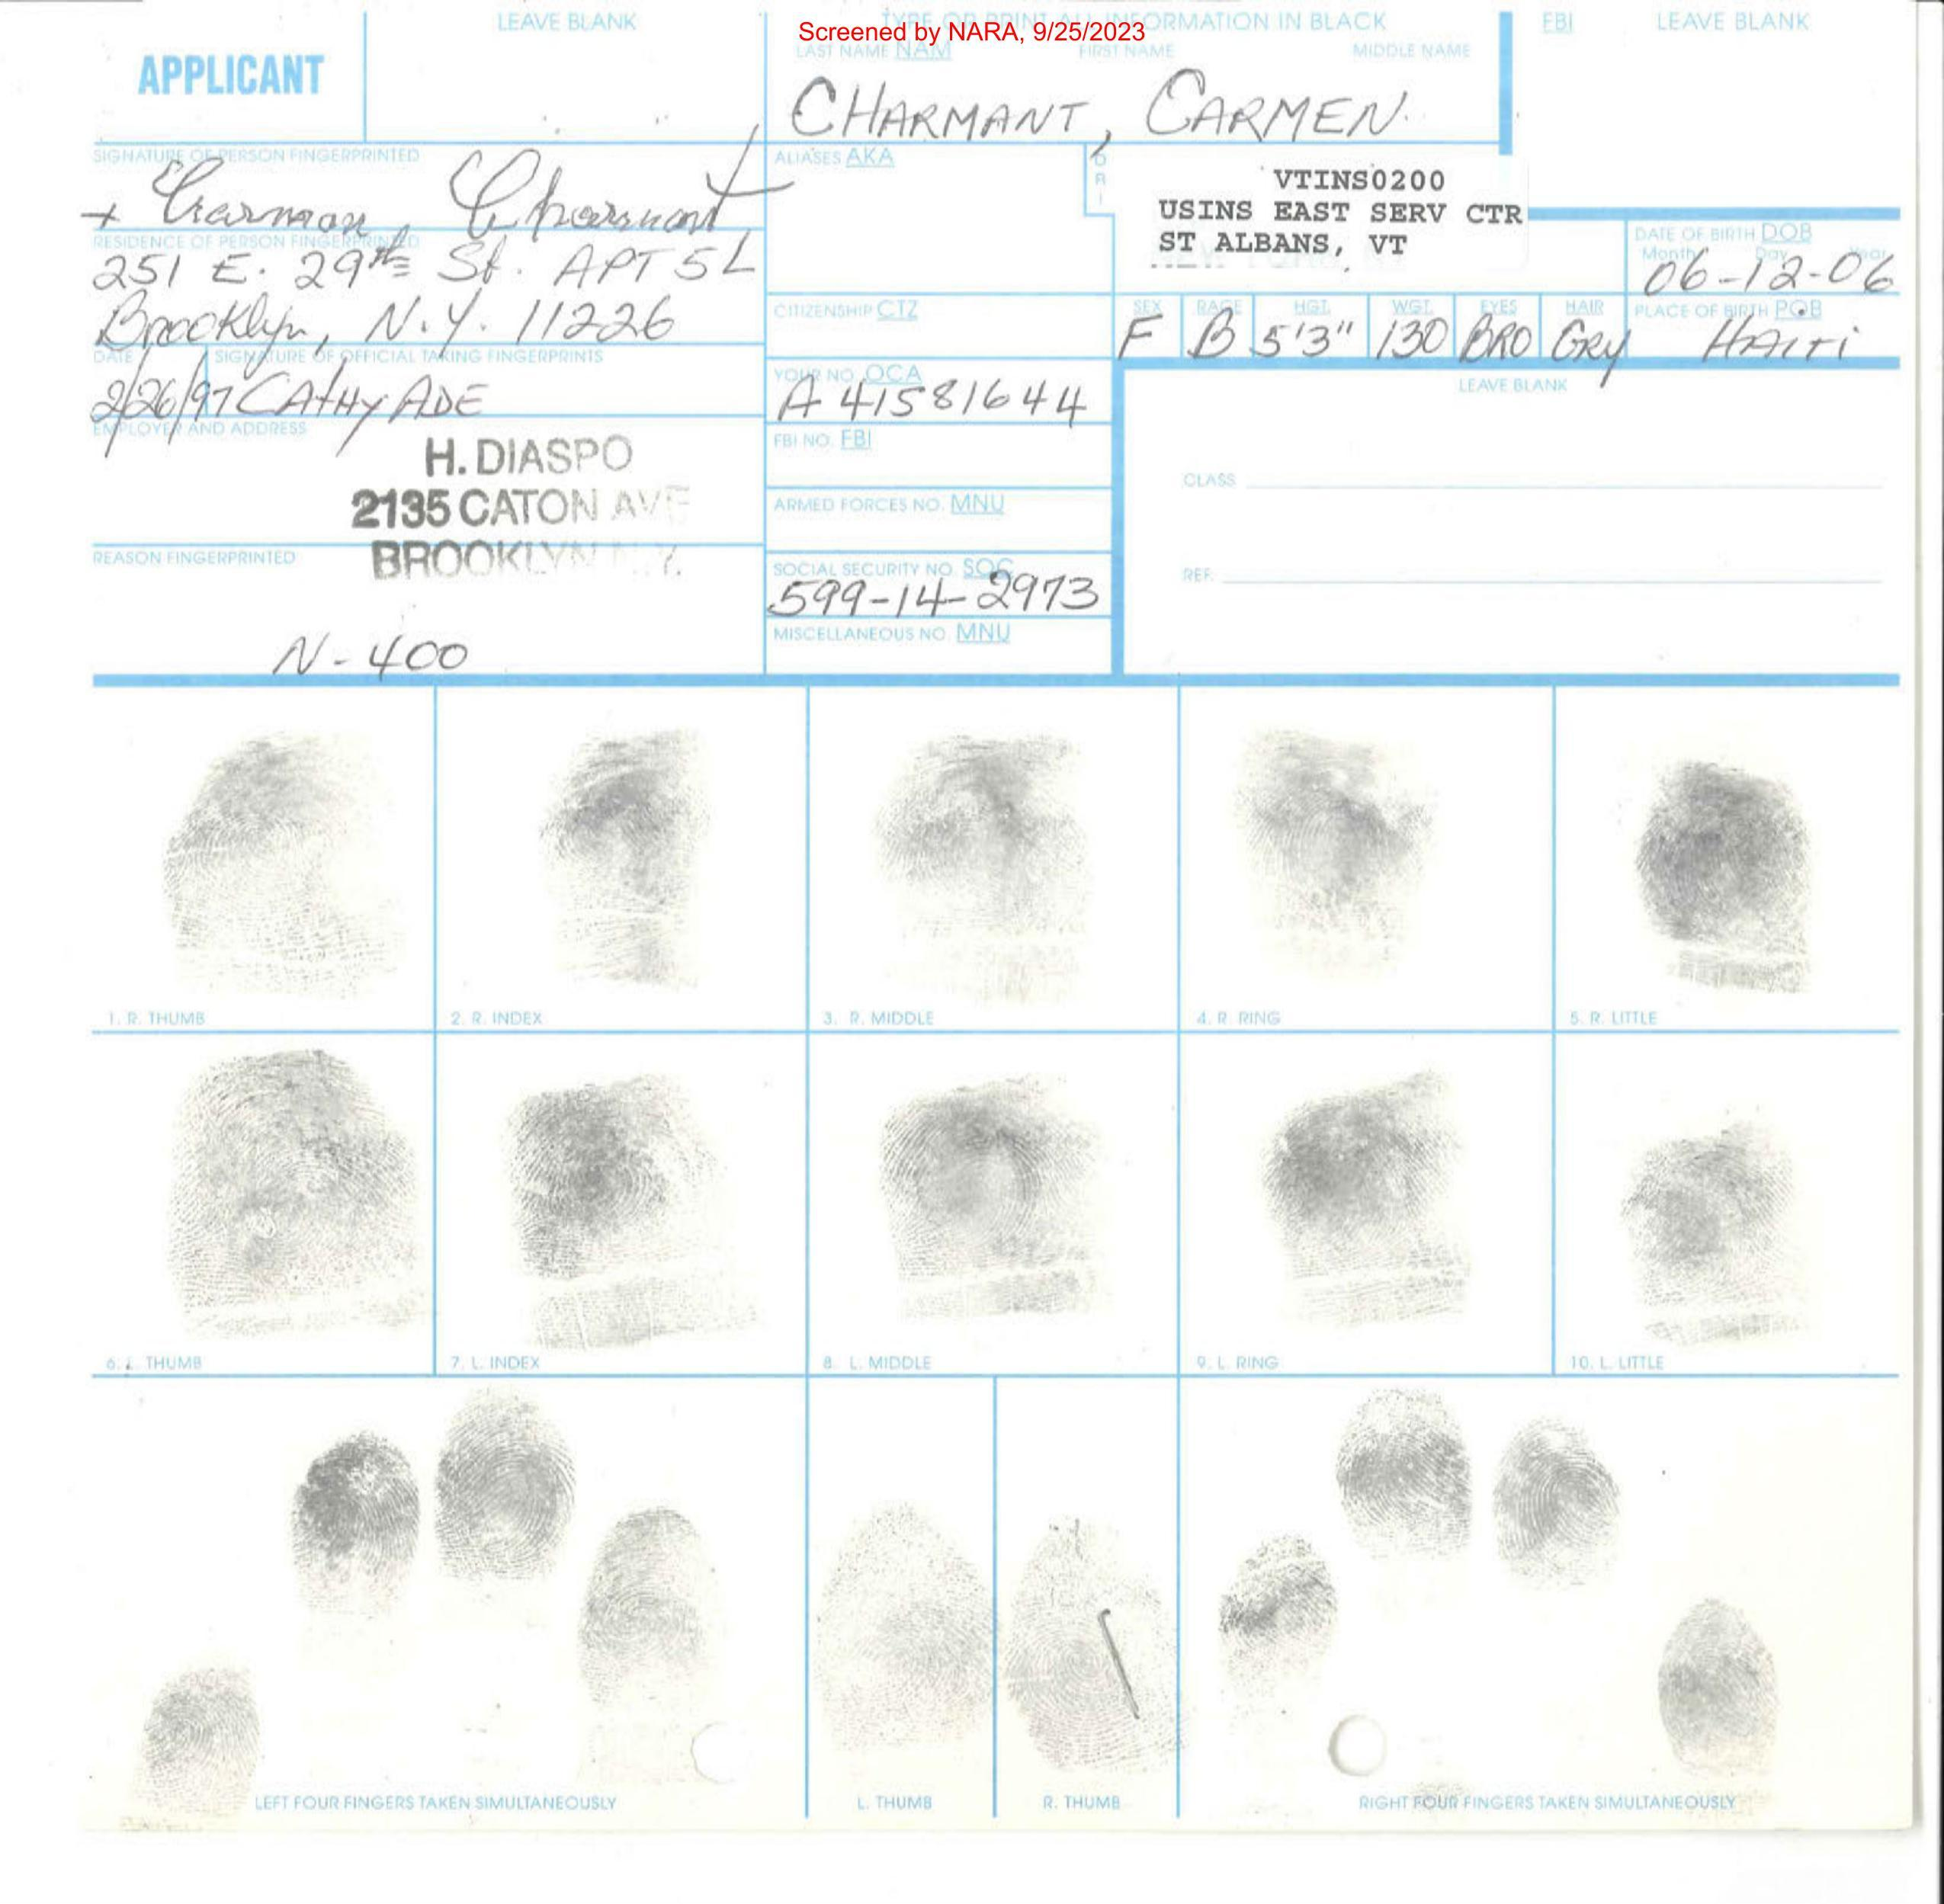 LEAVE BLANK
TYPE OR PRINT ALL INFORMATION IN BLACK
FBI
LEAVE BLANK
Screened by NARA, 9/25/2023
APPLICANT
LAST NAME NAM
FIRST NAME
MIDDLE NAME
CHARMANT, CARMEN.
SIGNATURE OF PERSON FINGERPRINTED
+ Carman Charmant
ALIASES AKA
O
R
I
VTINS0200
USINS EAST SERV CTR
ST ALBANS, VT
DATE OF BIRTH DOB
Month Day Year
06-12-06
RESIDENCE OF PERSON FINGERPRINTED
251 E. 29th St. APT 5L
Brooklyn, N.Y. 11226
CITIZENSHIP CTZ
SEX RACE HGT. WGT. EYES HAIR
F B 5'3" 130 BRO GRY
PLACE OF BIRTH POB
HAITI
DATE
SIGNATURE OF OFFICIAL TAKING FINGERPRINTS
2/26/97 CATHY ADE
YOUR NO. OCA
A 41581644
LEAVE BLANK
EMPLOYER AND ADDRESS
H. DIASPO
2135 CATON AVE
BROOKLYN N.Y.
FBI NO. FBI
CLASS
ARMED FORCES NO. MNU
REASON FINGERPRINTED
N-400
SOCIAL SECURITY NO. SOC
599-14-2973
REF.
MISCELLANEOUS NO. MNU
1. R. THUMB
2. R. INDEX
3. R. MIDDLE
4. R. RING
5. R. LITTLE
6. L. THUMB
7. L. INDEX
8. L. MIDDLE
9. L. RING
10. L. LITTLE
LEFT FOUR FINGERS TAKEN SIMULTANEOUSLY
L. THUMB
R. THUMB
RIGHT FOUR FINGERS TAKEN SIMULTANEOUSLY